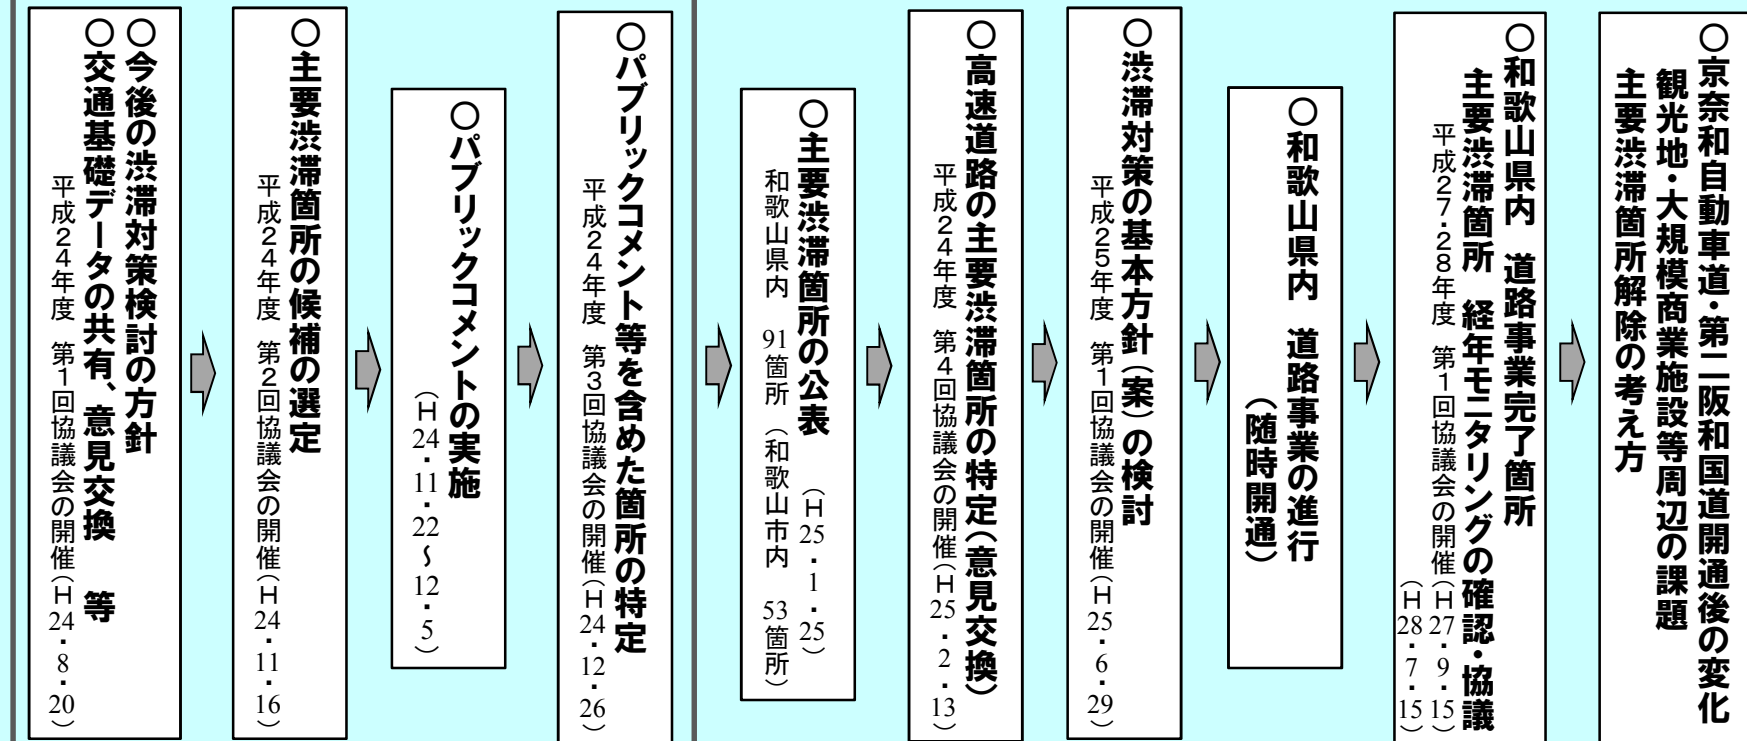 ○今後の渋滞対策検討の方針
○交通基礎データの共有、意見交換　等
平成２４年度　第１回協議会の開催（Ｈ24・8・20）
○主要渋滞箇所の候補の選定
平成２４年度　第２回協議会の開催（Ｈ24・11・16）
○パブリックコメントの実施
（Ｈ24・11・22～12・5）
○パブリックコメント等を含めた箇所の特定
平成２４年度　第３回協議会の開催（Ｈ24・12・26）
○主要渋滞箇所の公表　（Ｈ25・1・25）
和歌山県内　91箇所（和歌山市内　53箇所）
○高速道路の主要渋滞箇所の特定（意見交換）
平成２４年度　第４回協議会の開催（Ｈ25・2・13）
○渋滞対策の基本方針（案）の検討
平成２５年度　第１回協議会の開催（Ｈ25・6・29）
○和歌山県内　道路事業の進行
（随時開通）
○和歌山県内　道路事業完了箇所
主要渋滞箇所　経年モニタリングの確認・協議
平成２７・２８年度　第１回協議会の開催（Ｈ27・9・15）
（Ｈ28・7・15）
○京奈和自動車道・第二阪和国道開通後の変化
観光地・大規模商業施設等周辺の課題
主要渋滞箇所解除の考え方